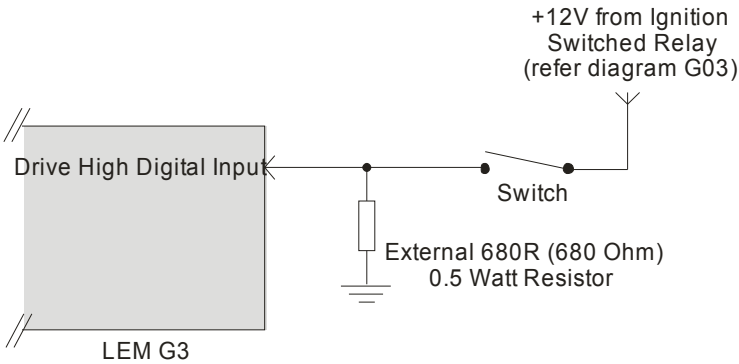 +12V from Ignition
Switched Relay
(refer diagram G03)
Drive High Digital Input
Switch
External 680R (680 Ohm)
0.5 Watt Resistor
LEM G3